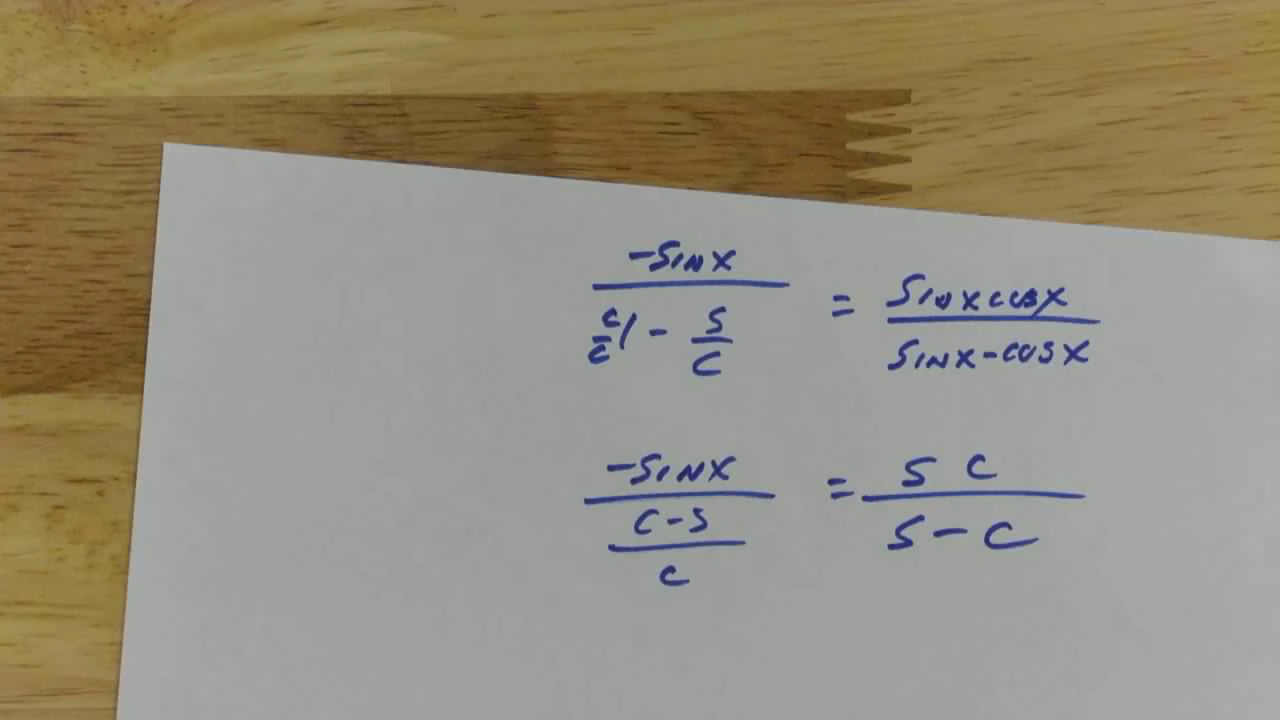 -SINX / (c/c 1 - S/C) = SINXCOSX / SINX-COSX
-SINX / ((C-S)/C) = S C / S-C